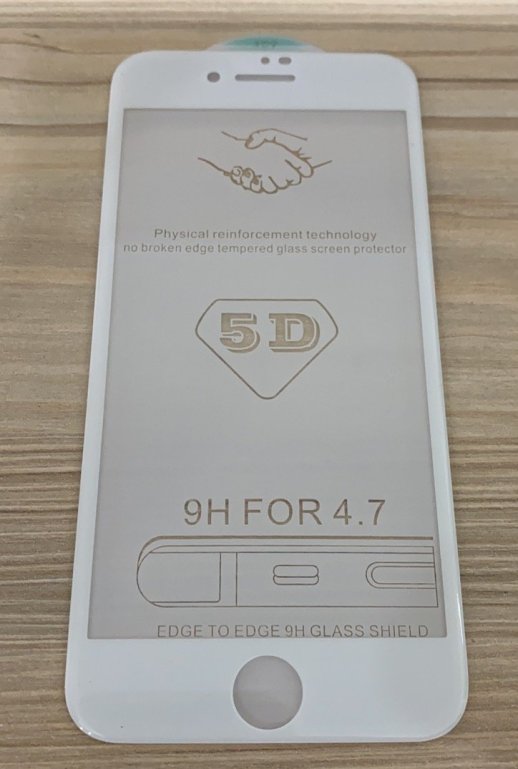 Physical reinforcement technology
no broken edge tempered glass screen protector
5D
9H FOR 4.7
EDGE TO EDGE 9H GLASS SHIELD